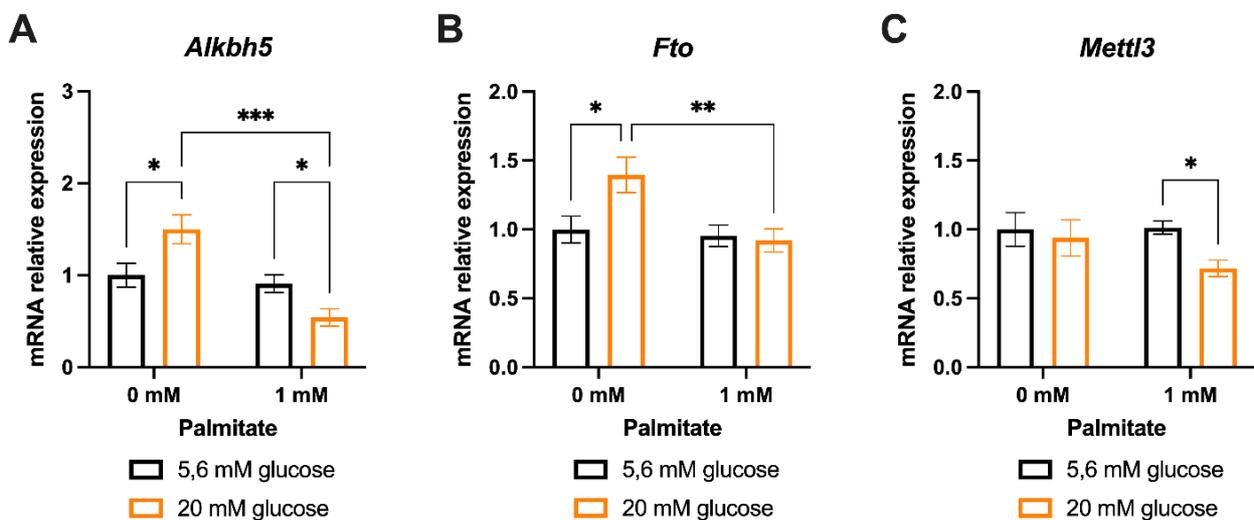 A
Alkbh5
mRNA relative expression
3
2
1
0
***
*
*
0 mM
1 mM
Palmitate
5,6 mM glucose
20 mM glucose
B
Fto
mRNA relative expression
2.0
1.5
1.0
0.5
0.0
*
**
0 mM
1 mM
Palmitate
5,6 mM glucose
20 mM glucose
C
Mettl3
mRNA relative expression
2.0
1.5
1.0
0.5
0.0
*
0 mM
1 mM
Palmitate
5,6 mM glucose
20 mM glucose